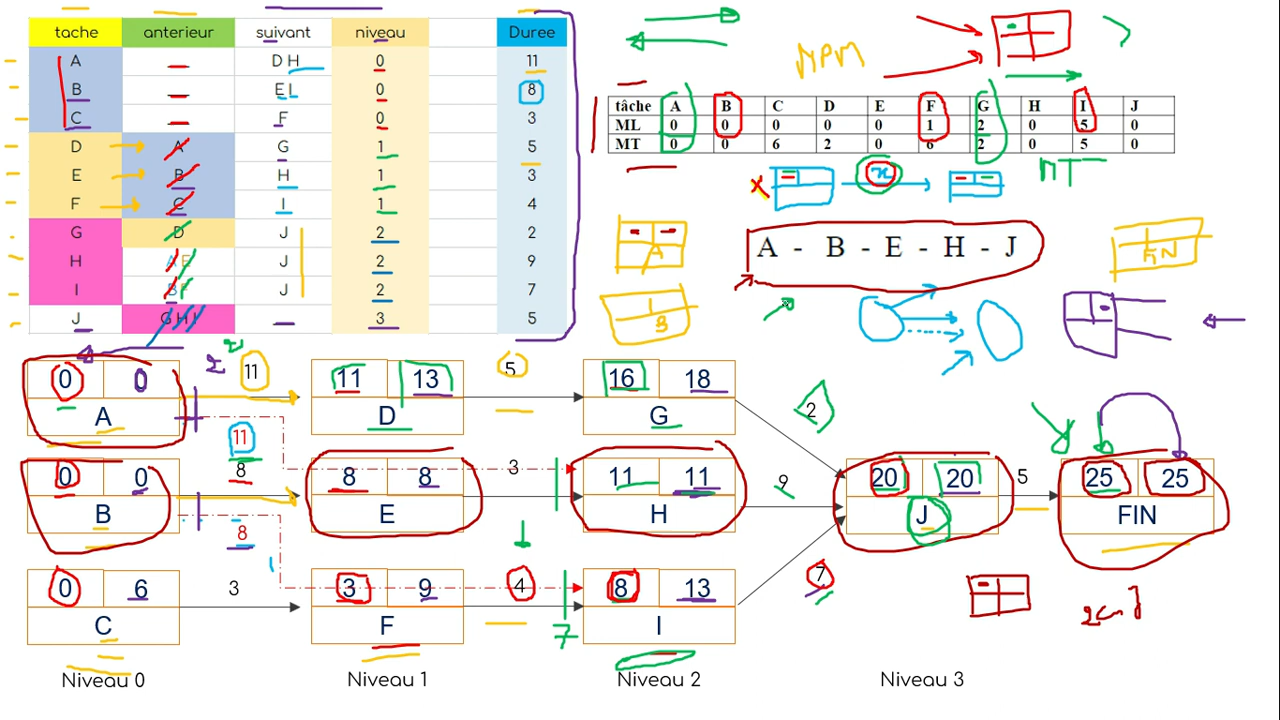 tache anterieur suivant niveau Duree
A — D H 0 11
B — E I 0 8
C — F 0 3
D A G 1 5
E B H 1 3
F C I 1 4
G D J 2 2
H A E J 2 9
I B F J 2 7
J G H I — 3 5
MPM
tâche A B C D E F G H I J
ML 0 0 0 0 0 1 2 0 5 0
MT 0 0 6 2 0 6 2 0 5 0
MT
x n
A - B - E - H - J
A
1
B
FiN
2 2
0 0 11 11 13 5 16 18 2
A D G
11
0 0 8 8 8 3 11 11 9 20 20 5 25 25
B E H J FIN
8
0 6 3 3 9 4 8 13 7
C F I
7
Niveau 0 Niveau 1 Niveau 2 Niveau 3